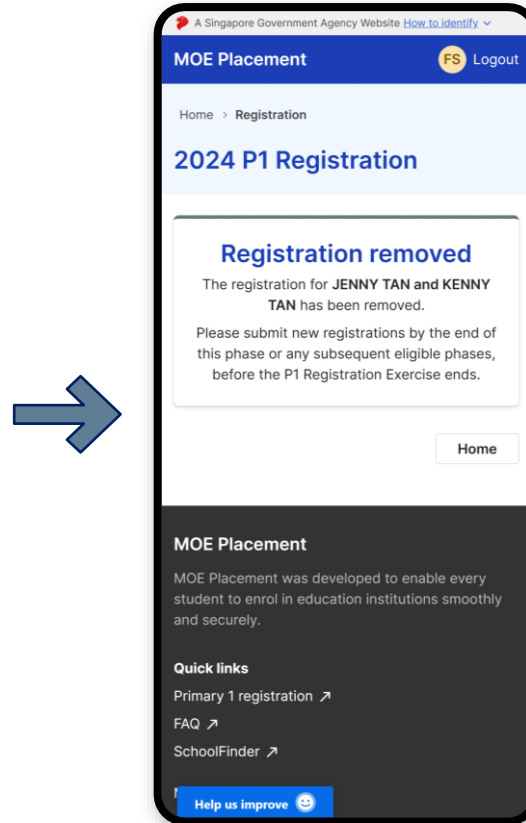 A Singapore Government Agency Website How to identify
MOE Placement
FS Logout
Home > Registration
2024 P1 Registration
Registration removed
The registration for JENNY TAN and KENNY
TAN has been removed.
Please submit new registrations by the end of
this phase or any subsequent eligible phases,
before the P1 Registration Exercise ends.
Home
MOE Placement
MOE Placement was developed to enable every
student to enrol in education institutions smoothly
and securely.
Quick links
Primary 1 registration ↗
FAQ ↗
SchoolFinder ↗
Help us improve